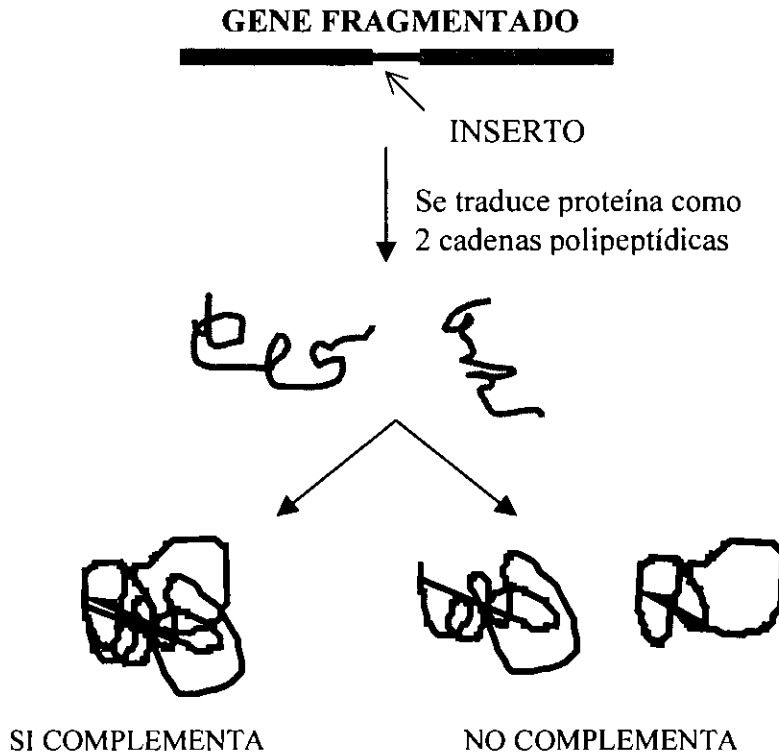 GENE FRAGMENTADO
INSERTO
Se traduce proteína como
2 cadenas polipeptídicas
SI COMPLEMENTA
NO COMPLEMENTA